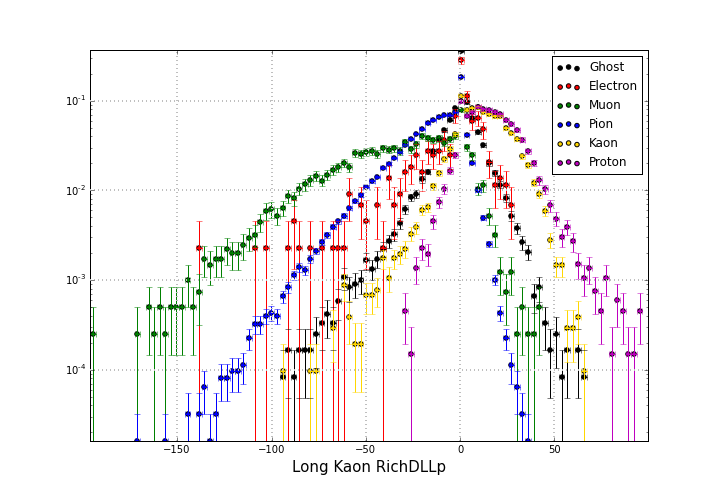 Ghost
Electron
Muon
Pion
Kaon
Proton
10⁻¹
10⁻²
10⁻³
10⁻⁴
−150 −100 −50 0 50
Long Kaon RichDLLp